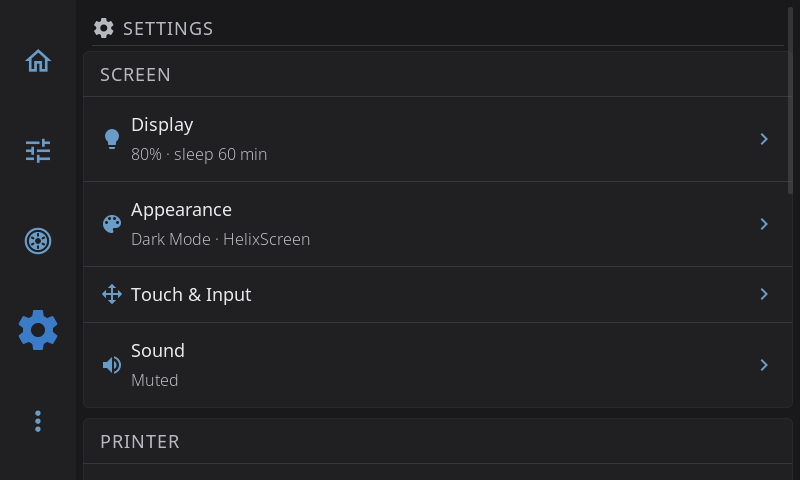 SETTINGS
SCREEN
Display
80% · sleep 60 min
Appearance
Dark Mode · HelixScreen
Touch & Input
Sound
Muted
PRINTER